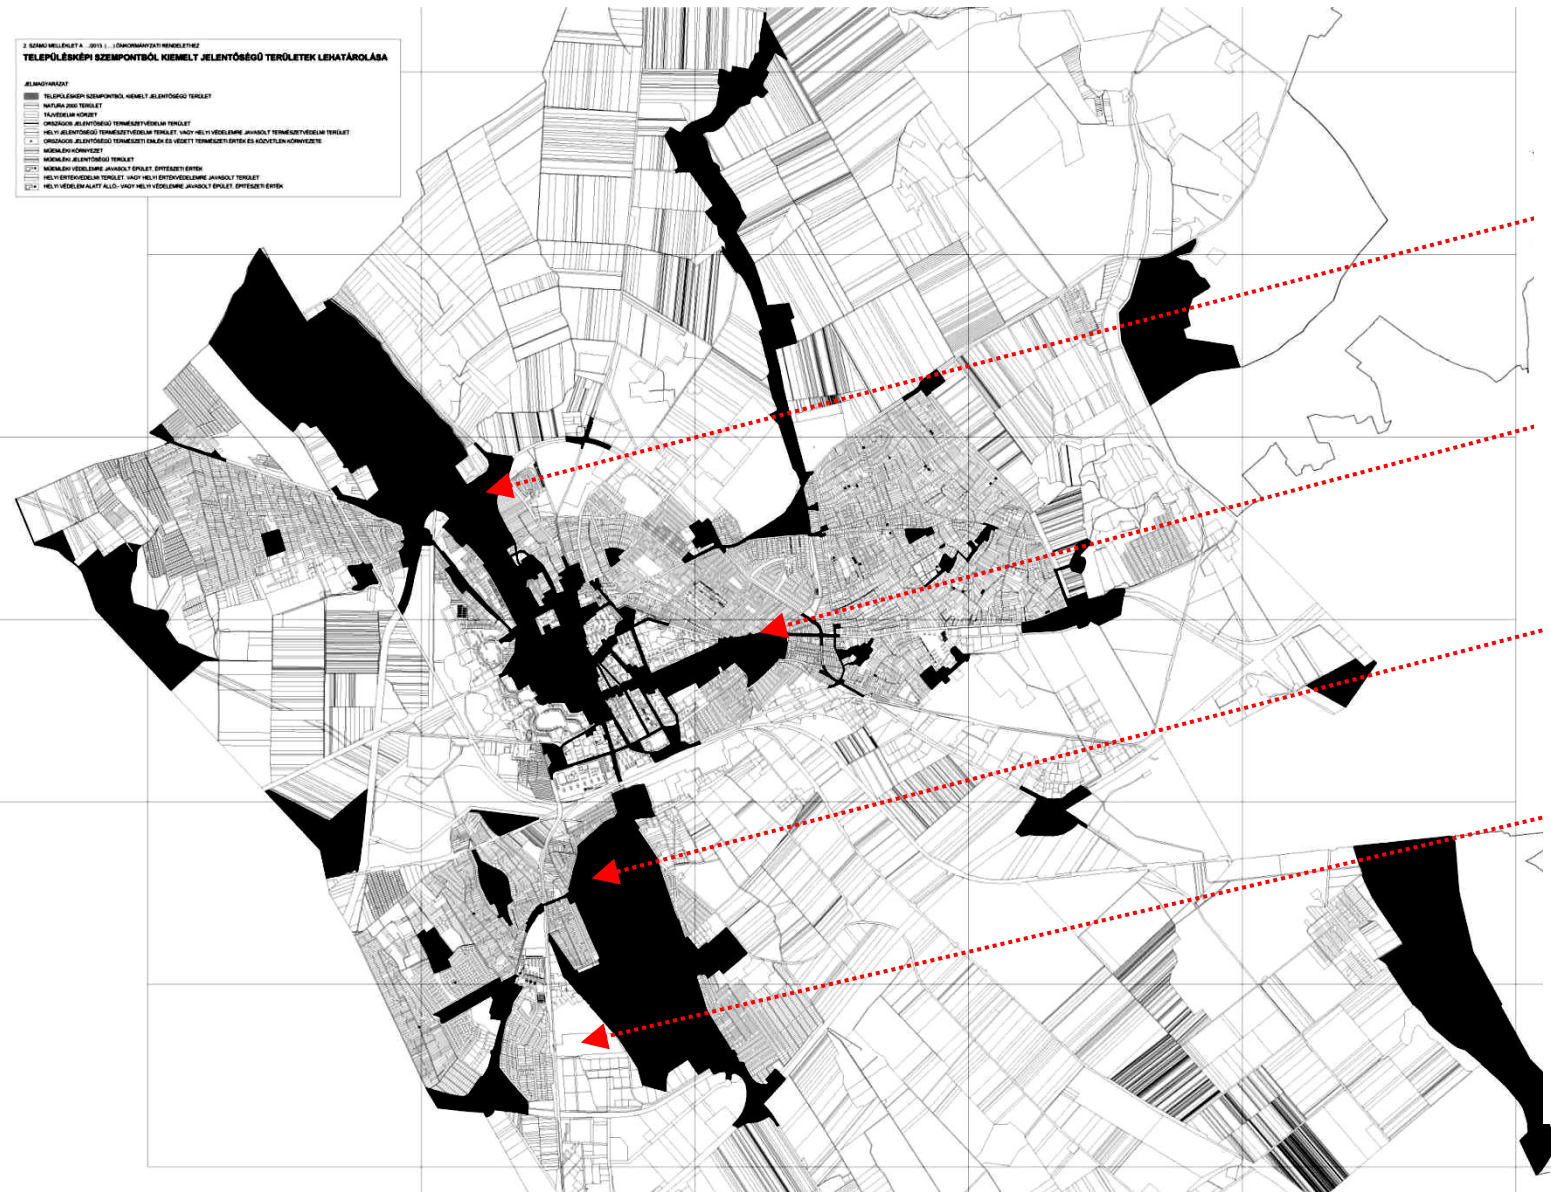 2. SZÁMÚ MELLÉKLET A .../2013. (. . .) ÖNKORMÁNYZATI RENDELETHEZ
TELEPÜLÉSKÉPI SZEMPONTBÓL KIEMELT JELENTŐSÉGŰ TERÜLETEK LEHATÁROLÁSA
JELMAGYARÁZAT
TELEPÜLÉSKÉPI SZEMPONTBÓL KIEMELT JELENTŐSÉGŰ TERÜLET
NATURA 2000 TERÜLET
TÁJVÉDELMI KÖRZET
ORSZÁGOS JELENTŐSÉGŰ TERMÉSZETVÉDELMI TERÜLET
HELYI JELENTŐSÉGŰ TERMÉSZETVÉDELMI TERÜLET, VAGY HELYI VÉDELEMRE JAVASOLT TERMÉSZETVÉDELMI TERÜLET
ORSZÁGOS JELENTŐSÉGŰ TERMÉSZETI EMLÉK ÉS VÉDETT TERMÉSZETI ÉRTÉK ÉS KÖZVETLEN KÖRNYEZETE
MŰEMLÉKI KÖRNYEZET
MŰEMLÉKI JELENTŐSÉGŰ TERÜLET
MŰEMLÉKI VÉDELEMRE JAVASOLT ÉPÜLET, ÉPÍTÉSZETI ÉRTÉK
HELYI ÉRTÉKVÉDELMI TERÜLET, VAGY HELYI ÉRTÉKVÉDELEMRE JAVASOLT TERÜLET
HELYI VÉDELEM ALATT ÁLLÓ,- VAGY HELYI VÉDELEMRE JAVASOLT ÉPÜLET, ÉPÍTÉSZETI ÉRTÉK